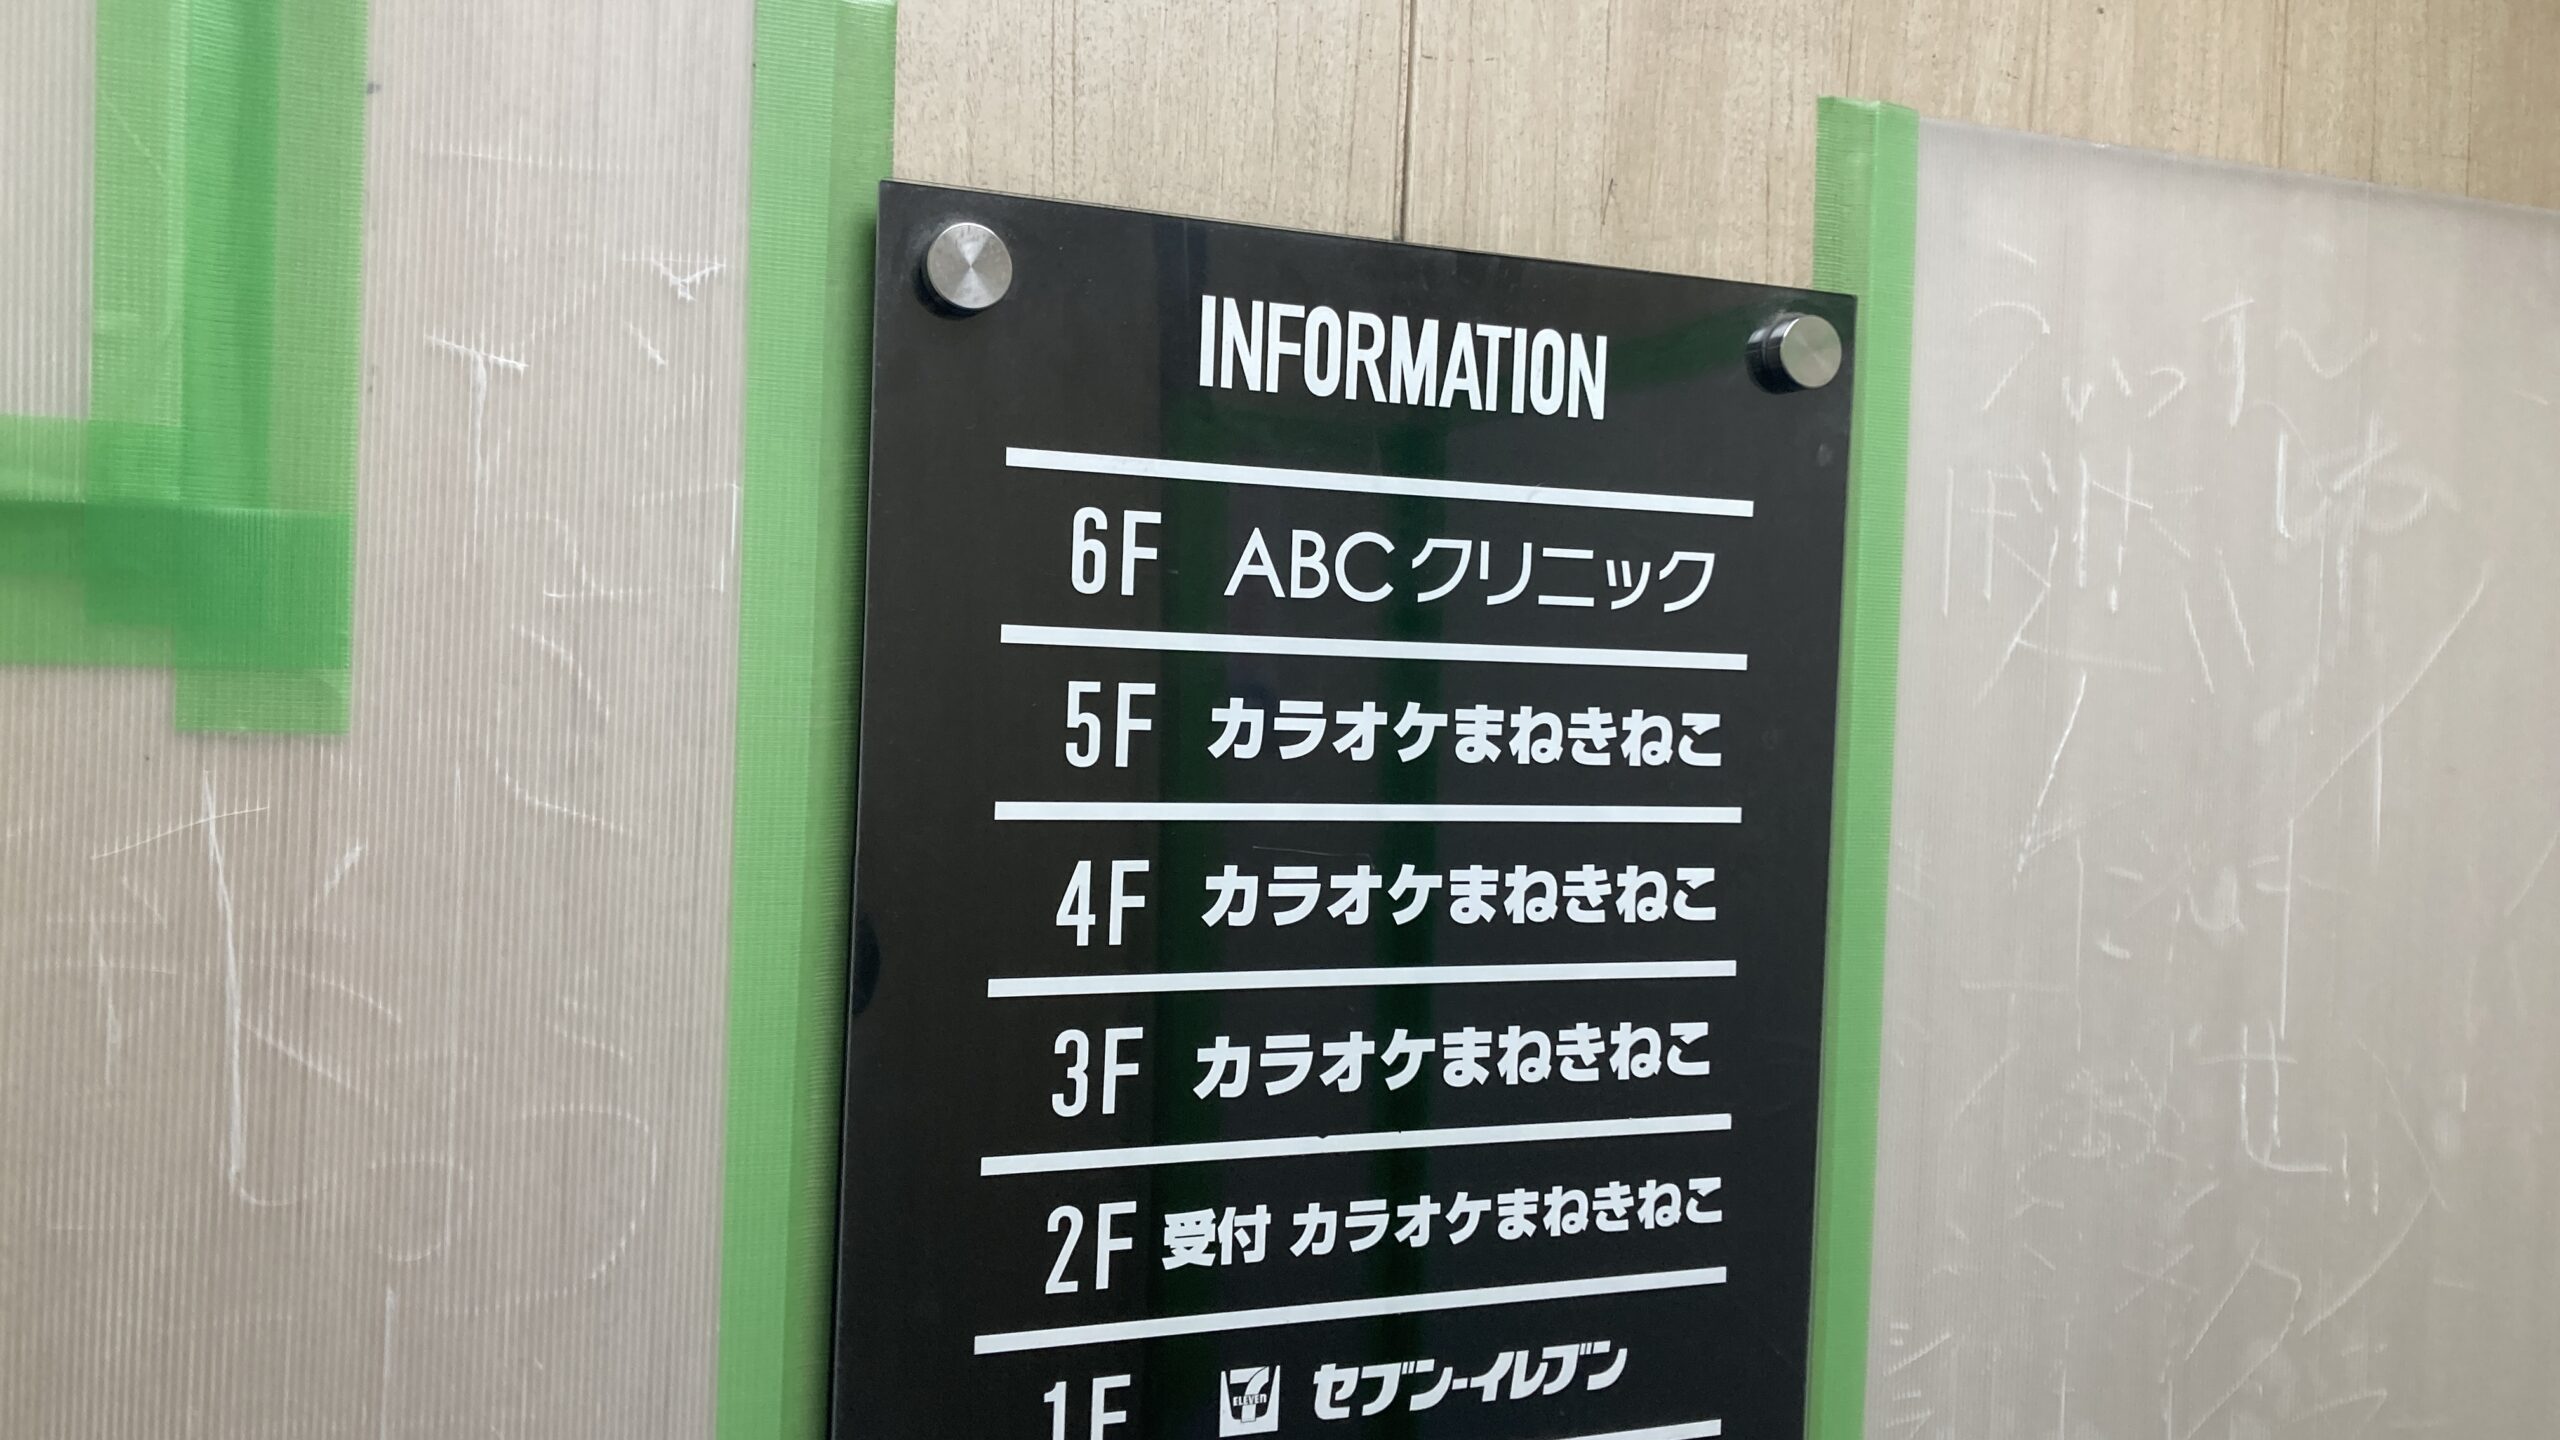 INFORMATION
6F ABCクリニック
5F カラオケまねきねこ
4F カラオケまねきねこ
3F カラオケまねきねこ
2F 受付 カラオケまねきねこ
1F 7 ELEVEn セブン-イレブン